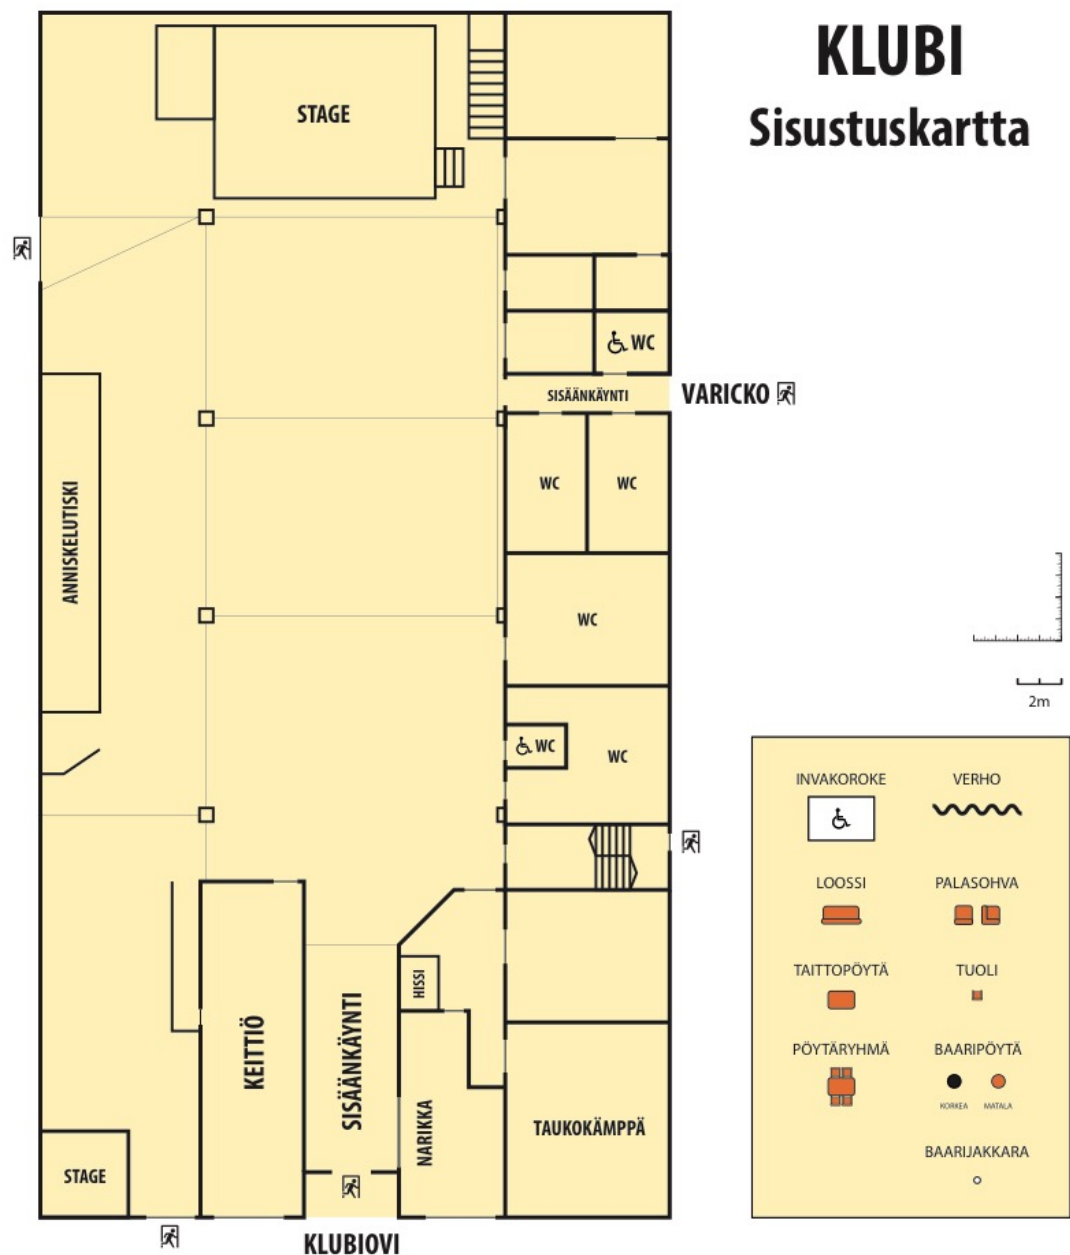 KLUBI
Sisustuskartta
STAGE
WC
SISÄÄNKÄYNTI
VARICKO
ANNISKELUTISKI
WC
WC
WC
WC
WC
2m
INVAKOROKE
VERHO
LOOSSI
PALASOHVA
TAITTOPÖYTÄ
TUOLI
PÖYTÄRYHMÄ
BAARIPÖYTÄ
KORKEA
MATALA
BAARIJAKKARA
HISSI
KEITTIÖ
SISÄÄNKÄYNTI
NARIKKA
TAUKOKÄMPPÄ
STAGE
KLUBIOVI